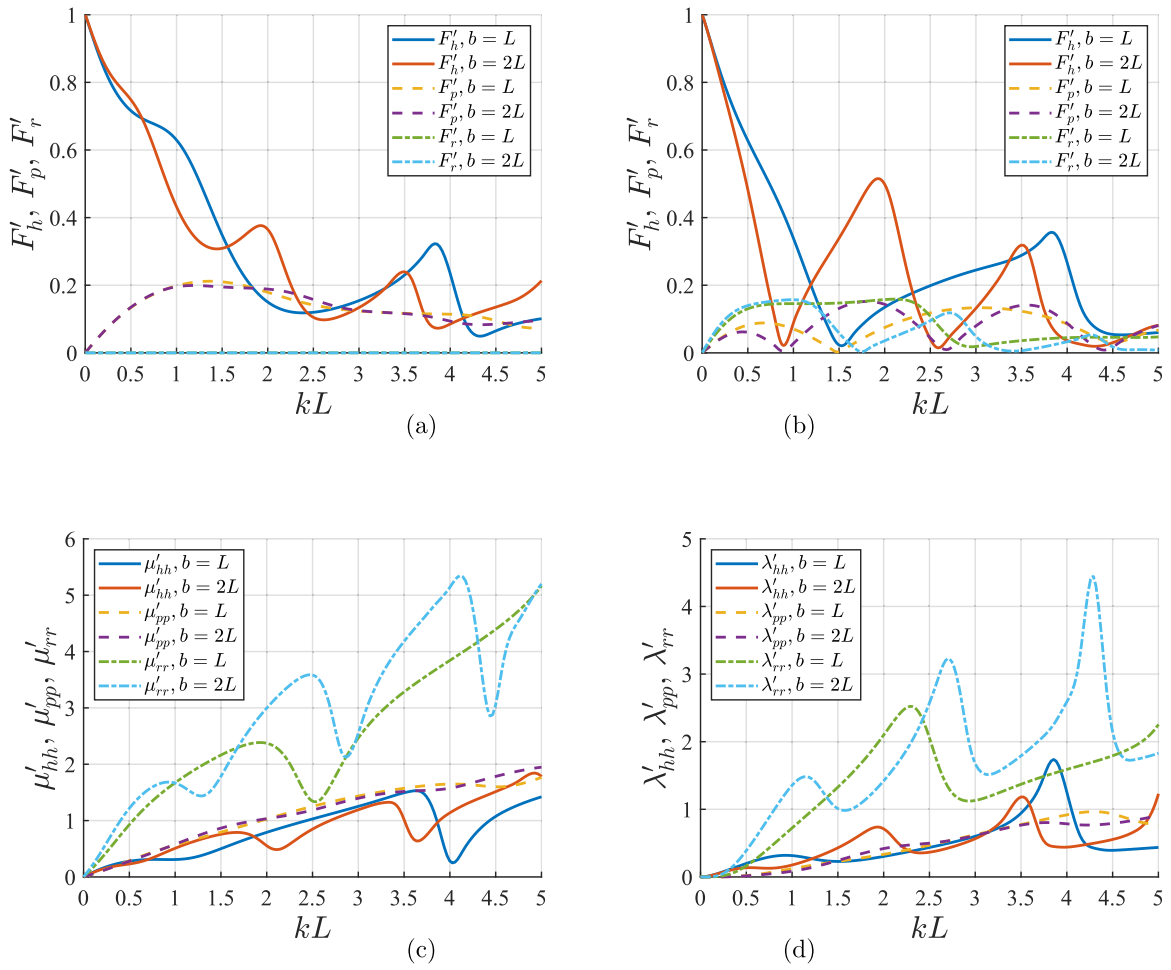 F′h, F′p, F′r
1
0.8
0.6
0.4
0.2
0
F′h, b = L
F′h, b = 2L
F′p, b = L
F′p, b = 2L
F′r, b = L
F′r, b = 2L
0 0.5 1 1.5 2 2.5 3 3.5 4 4.5 5
kL
(a)
F′h, F′p, F′r
1
0.8
0.6
0.4
0.2
0
F′h, b = L
F′h, b = 2L
F′p, b = L
F′p, b = 2L
F′r, b = L
F′r, b = 2L
0 0.5 1 1.5 2 2.5 3 3.5 4 4.5 5
kL
(b)
μ′hh, μ′pp, μ′rr
6
5
4
3
2
1
0
μ′hh, b = L
μ′hh, b = 2L
μ′pp, b = L
μ′pp, b = 2L
μ′rr, b = L
μ′rr, b = 2L
0 0.5 1 1.5 2 2.5 3 3.5 4 4.5 5
kL
(c)
λ′hh, λ′pp, λ′rr
5
4
3
2
1
0
λ′hh, b = L
λ′hh, b = 2L
λ′pp, b = L
λ′pp, b = 2L
λ′rr, b = L
λ′rr, b = 2L
0 0.5 1 1.5 2 2.5 3 3.5 4 4.5 5
kL
(d)